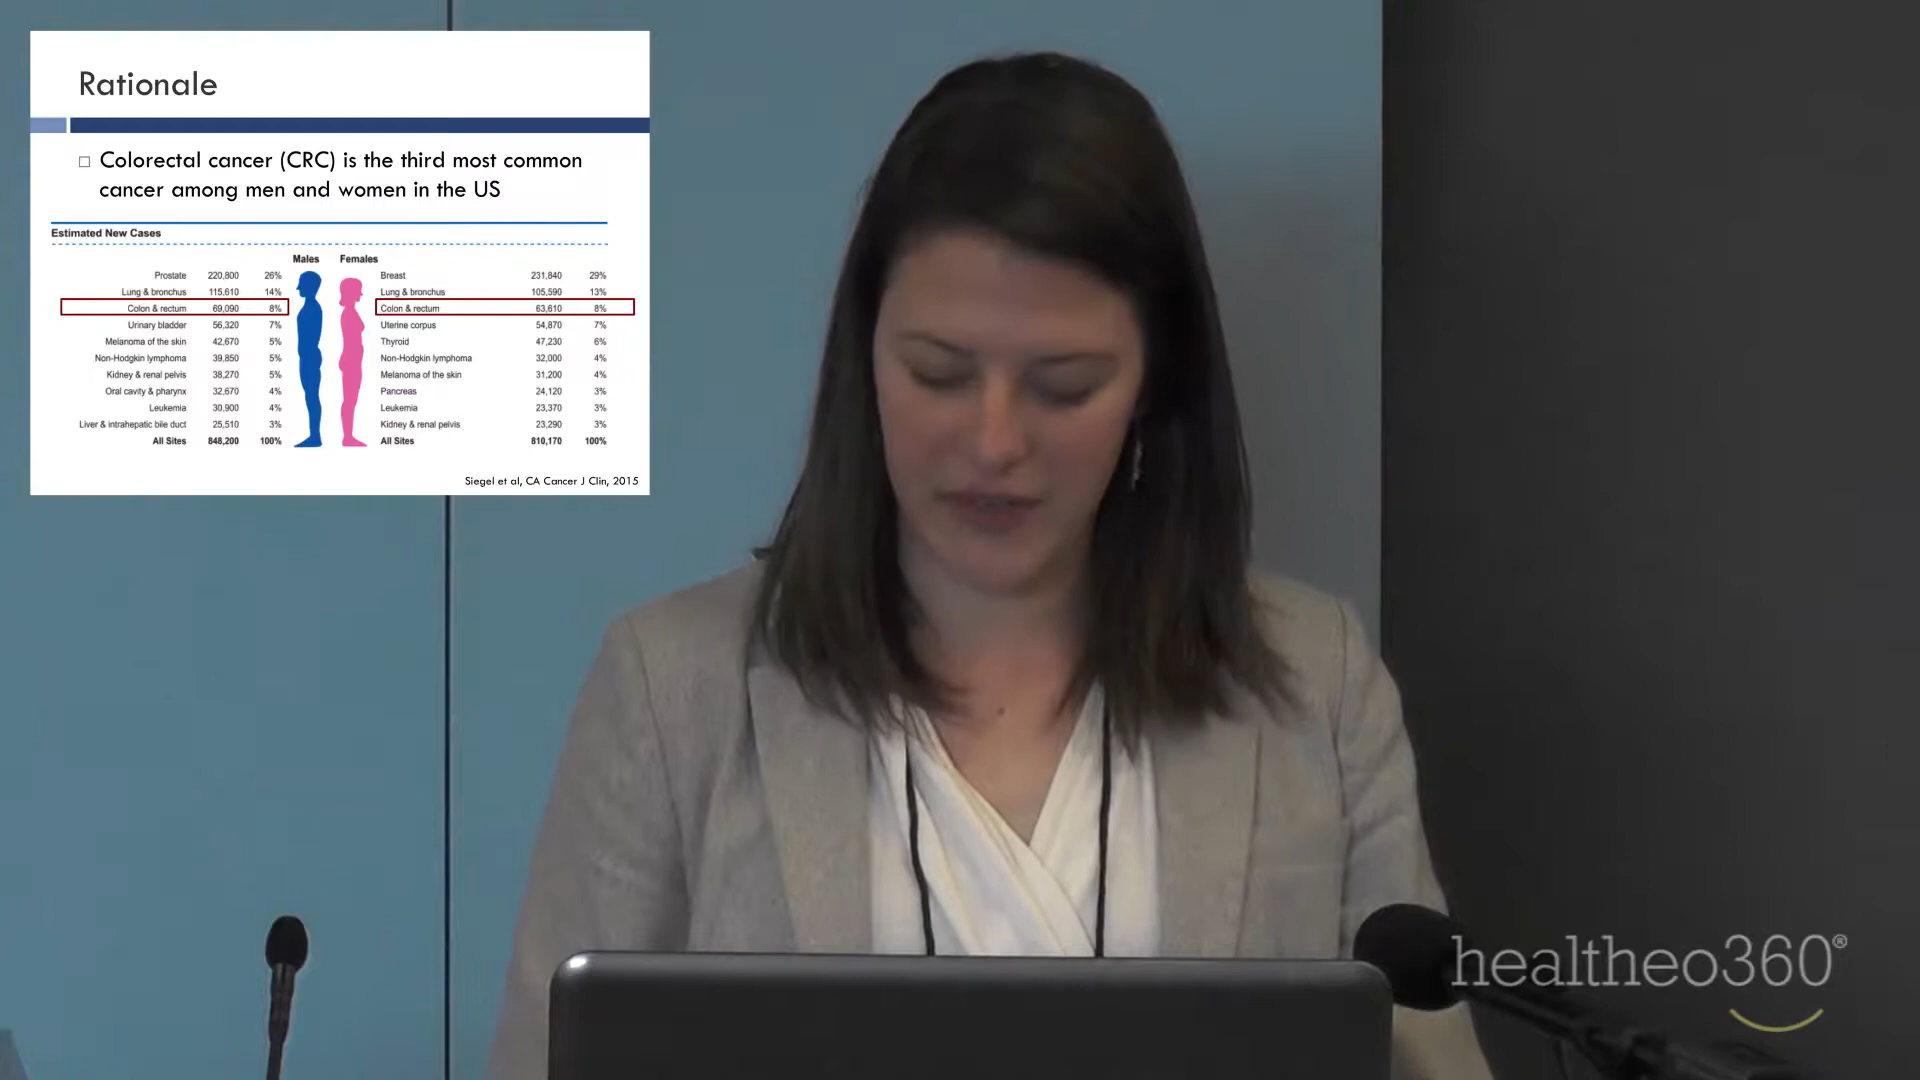 Rationale
Colorectal cancer (CRC) is the third most common
cancer among men and women in the US
Estimated New Cases
Males Females
Prostate 220,800 26% Breast 231,840 29%
Lung & bronchus 115,610 14% Lung & bronchus 105,590 13%
Colon & rectum 69,090 8% Colon & rectum 63,610 8%
Urinary bladder 56,320 7% Uterine corpus 54,870 7%
Melanoma of the skin 42,670 5% Thyroid 47,230 6%
Non-Hodgkin lymphoma 39,850 5% Non-Hodgkin lymphoma 32,000 4%
Kidney & renal pelvis 38,270 5% Melanoma of the skin 31,200 4%
Oral cavity & pharynx 32,670 4% Pancreas 24,120 3%
Leukemia 30,900 4% Leukemia 23,370 3%
Liver & intrahepatic bile duct 25,510 3% Kidney & renal pelvis 23,290 3%
All Sites 848,200 100% All Sites 810,170 100%
Siegel et al, CA Cancer J Clin, 2015
healtheo360®